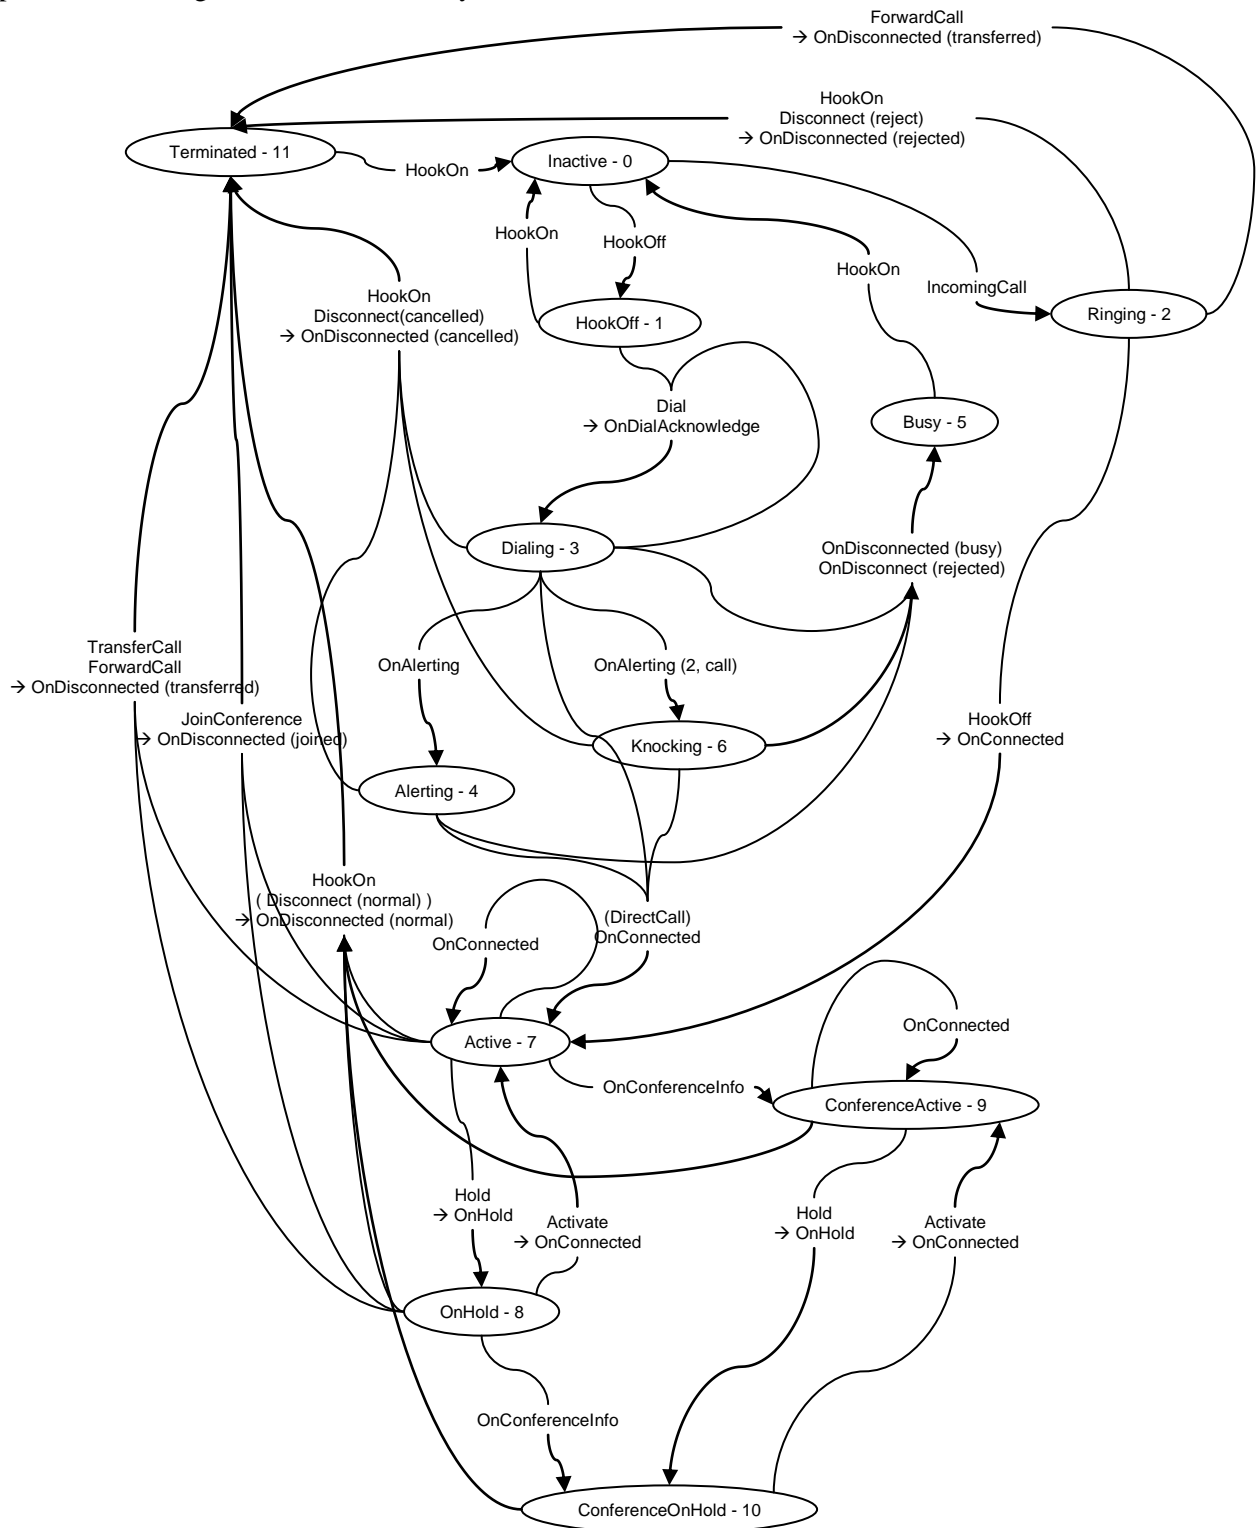 ForwardCall
→ OnDisconnected (transferred)
HookOn
Disconnect (reject)
→ OnDisconnected (rejected)
Terminated - 11
HookOn
Inactive - 0
HookOn
HookOff
HookOn
IncomingCall
Ringing - 2
HookOn
Disconnect(cancelled)
→ OnDisconnected (cancelled)
HookOff - 1
Dial
→ OnDialAcknowledge
Busy - 5
Dialing - 3
OnDisconnected (busy)
OnDisconnect (rejected)
TransferCall
ForwardCall
→ OnDisconnected (transferred)
OnAlerting
OnAlerting (2, call)
JoinConference
→ OnDisconnected (joined)
HookOff
→ OnConnected
Knocking - 6
Alerting - 4
HookOn
( Disconnect (normal) )
→ OnDisconnected (normal)
OnConnected
(DirectCall)
OnConnected
OnConnected
Active - 7
OnConferenceInfo
ConferenceActive - 9
Hold
→ OnHold
Activate
→ OnConnected
Hold
→ OnHold
Activate
→ OnConnected
OnHold - 8
OnConferenceInfo
ConferenceOnHold - 10